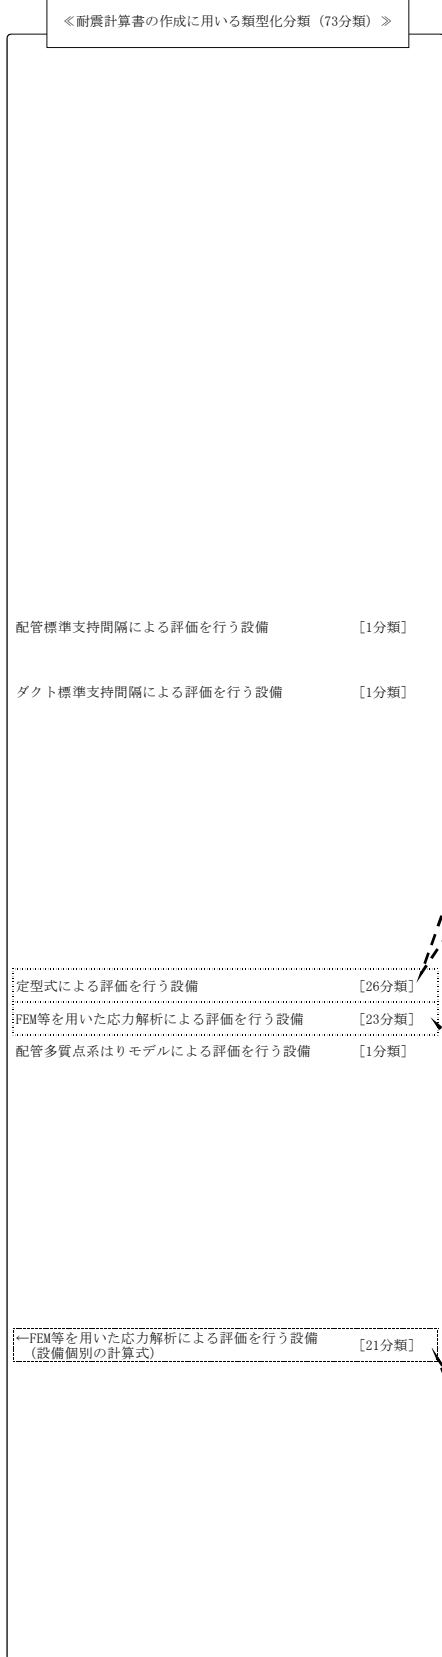 ≪耐震計算書の作成に用いる類型化分類（73分類）≫
配管標準支持間隔による評価を行う設備 [1分類]
ダクト標準支持間隔による評価を行う設備 [1分類]
定型式による評価を行う設備 [26分類]
FEM等を用いた応力解析による評価を行う設備 [23分類]
配管多質点系はりモデルによる評価を行う設備 [1分類]
←FEM等を用いた応力解析による評価を行う設備 [21分類]
（設備個別の計算式）